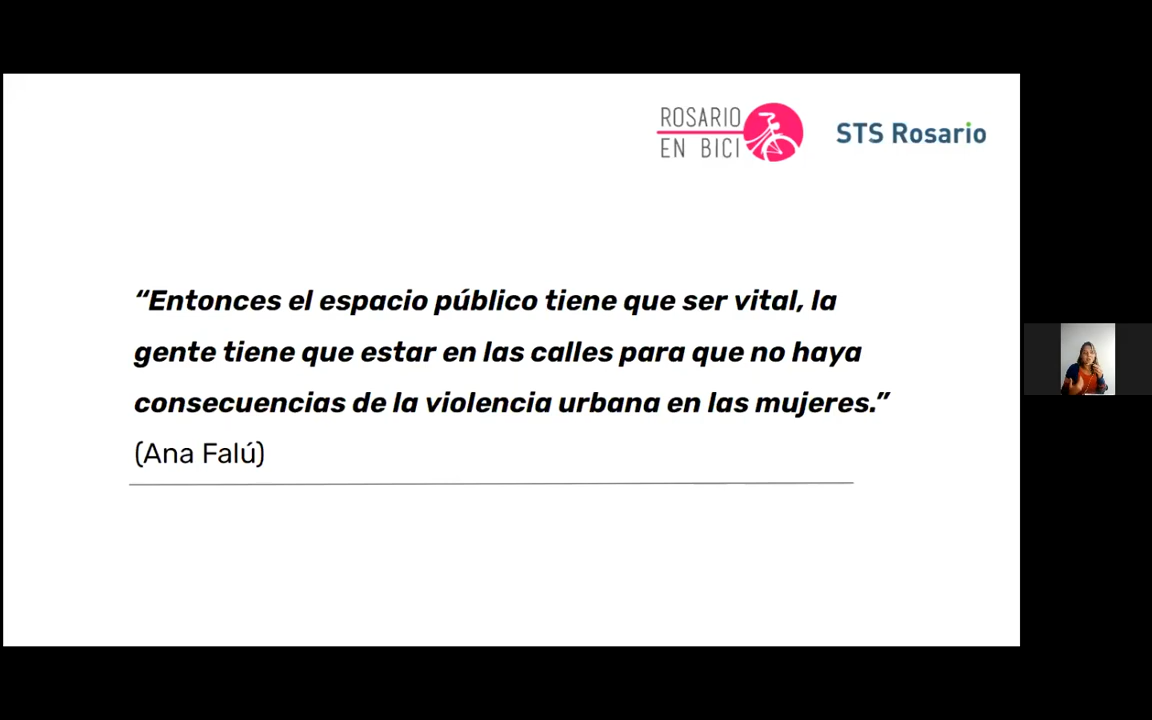 ROSARIO
EN BICI
STS Rosario
“Entonces el espacio público tiene que ser vital, la
gente tiene que estar en las calles para que no haya
consecuencias de la violencia urbana en las mujeres.”
(Ana Falú)